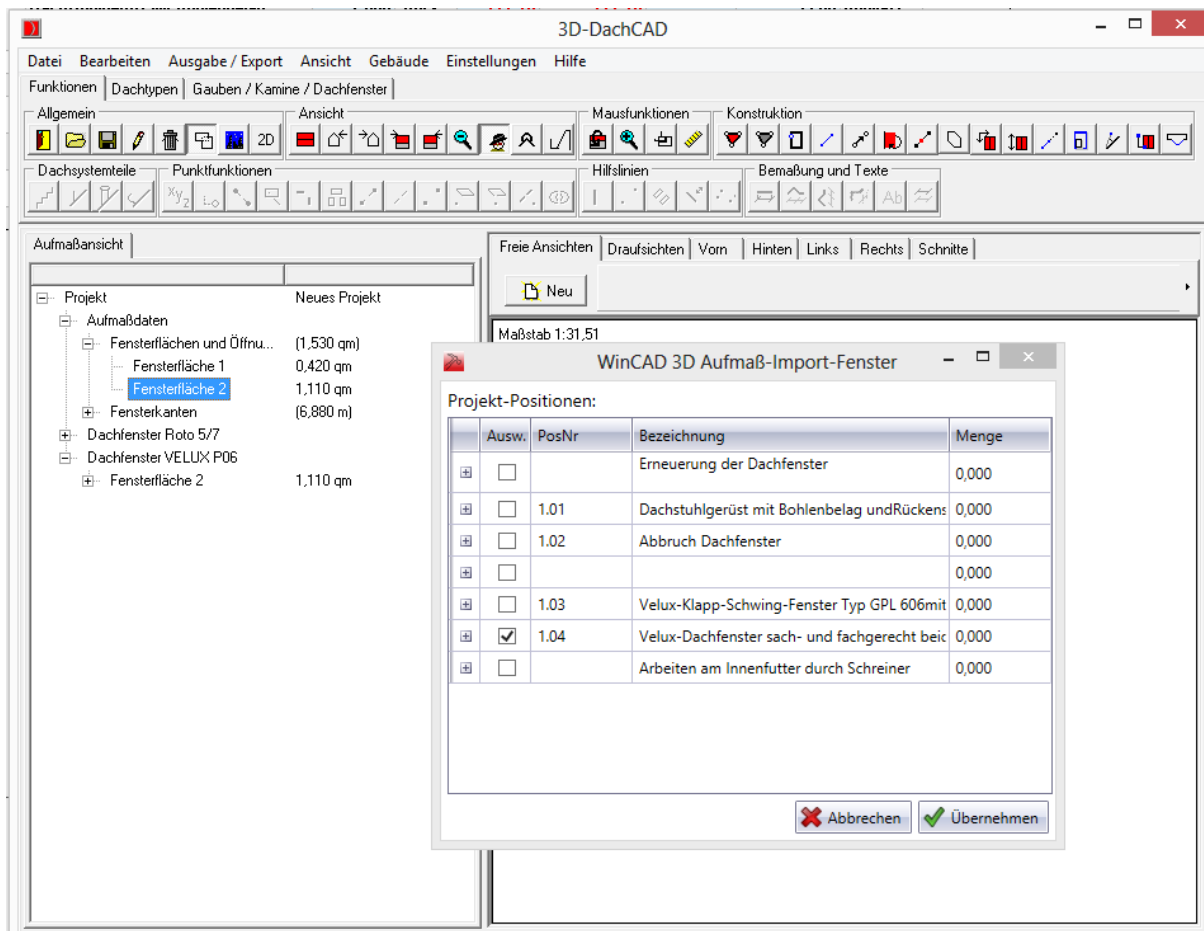 3D-DachCAD
Datei Bearbeiten Ausgabe / Export Ansicht Gebäude Einstellungen Hilfe
Funktionen Dachtypen Gauben / Kamine / Dachfenster
Allgemein Ansicht Mausfunktionen Konstruktion
2D
Dachsystemteile Punktfunktionen Hilfslinien Bemaßung und Texte
xyz Ab
Aufmaßansicht
Freie Ansichten Draufsichten Vorn Hinten Links Rechts Schnitte
Neu
Projekt Neues Projekt
Aufmaßdaten
Fensterflächen und Öffnu... (1,530 qm)
Fensterfläche 1 0,420 qm
Fensterfläche 2 1,110 qm
Fensterkanten (6,880 m)
Dachfenster Roto 5/7
Dachfenster VELUX P06
Fensterfläche 2 1,110 qm
Maßstab 1:31,51
WinCAD 3D Aufmaß-Import-Fenster
Projekt-Positionen:
Ausw. PosNr Bezeichnung Menge
Erneuerung der Dachfenster 0,000
1.01 Dachstuhlgerüst mit Bohlenbelag undRückens 0,000
1.02 Abbruch Dachfenster 0,000
0,000
1.03 Velux-Klapp-Schwing-Fenster Typ GPL 606mit 0,000
1.04 Velux-Dachfenster sach- und fachgerecht beid 0,000
Arbeiten am Innenfutter durch Schreiner 0,000
Abbrechen Übernehmen